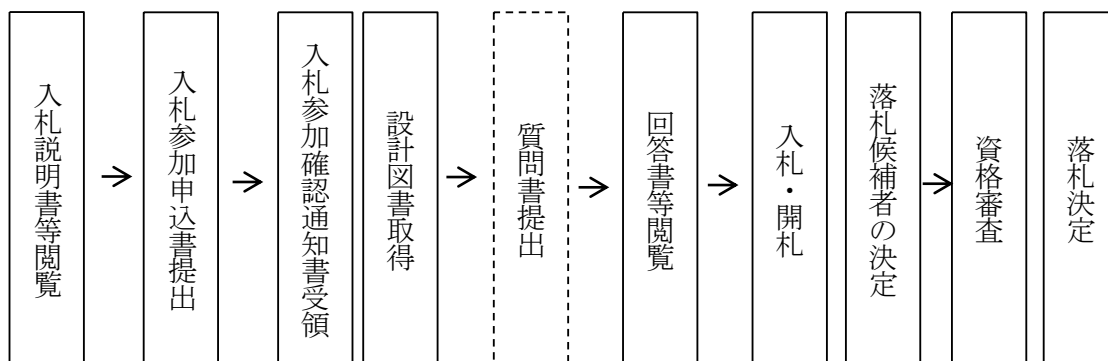 入札説明書等閲覧
入札参加申込書提出
入札参加確認通知書受領
設計図書取得
質問書提出
回答書等閲覧
入札・開札
落札候補者の決定
資格審査
落札決定